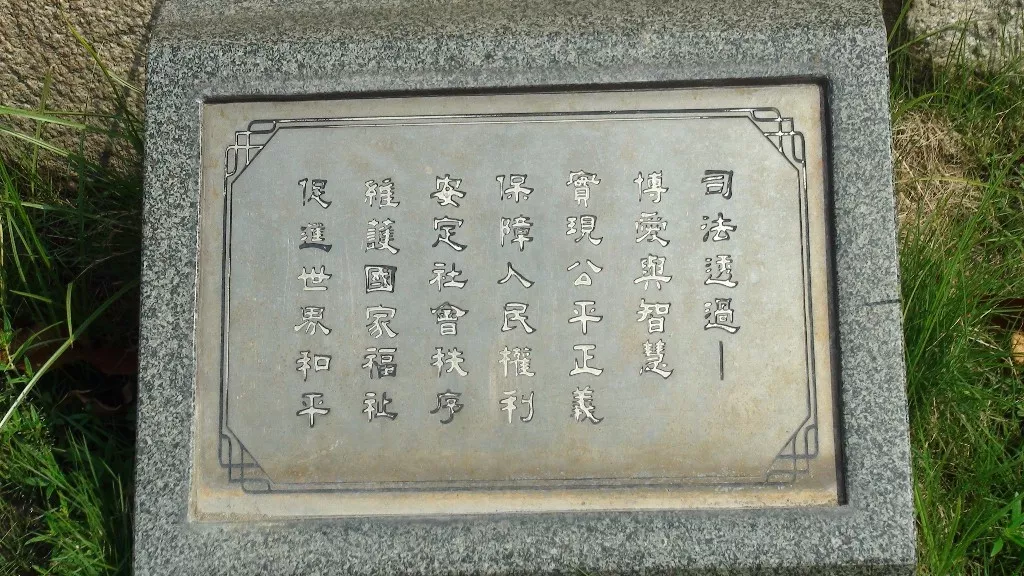 司法透過—
博愛與智慧
實現公平正義
保障人民權利
安定社會秩序
維護國家福祉
促進世界和平